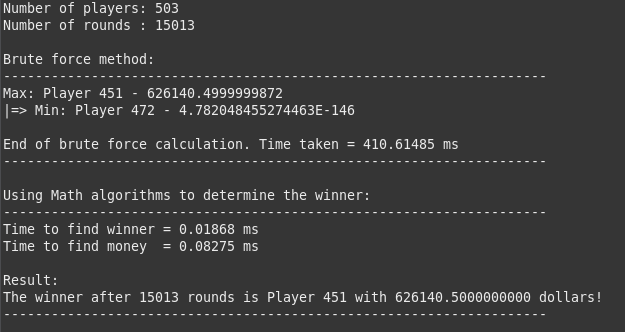 Number of players: 503
Number of rounds : 15013
Brute force method:
------------------------------------------------------------------
Max: Player 451 - 626140.4999999872
|=> Min: Player 472 - 4.782048455274463E-146
End of brute force calculation. Time taken = 410.61485 ms
------------------------------------------------------------------
Using Math algorithms to determine the winner:
------------------------------------------------------------------
Time to find winner = 0.01868 ms
Time to find money  = 0.08275 ms
Result:
The winner after 15013 rounds is Player 451 with 626140.5000000000 dollars!
------------------------------------------------------------------